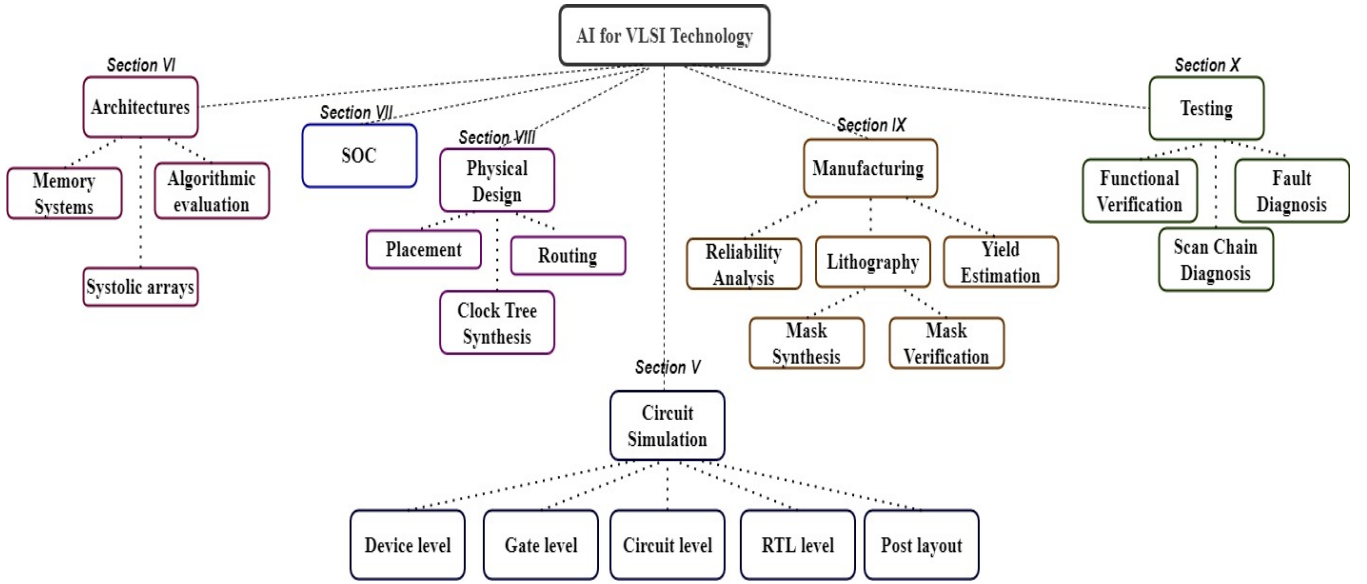 AI for VLSI Technology
Section VI
Architectures
Memory
Systems
Algorithmic
evaluation
Systolic arrays
Section VII
SOC
Section VIII
Physical
Design
Placement
Routing
Clock Tree
Synthesis
Section IX
Manufacturing
Reliability
Analysis
Lithography
Yield
Estimation
Mask
Synthesis
Mask
Verification
Section X
Testing
Functional
Verification
Fault
Diagnosis
Scan Chain
Diagnosis
Section V
Circuit
Simulation
Device level
Gate level
Circuit level
RTL level
Post layout